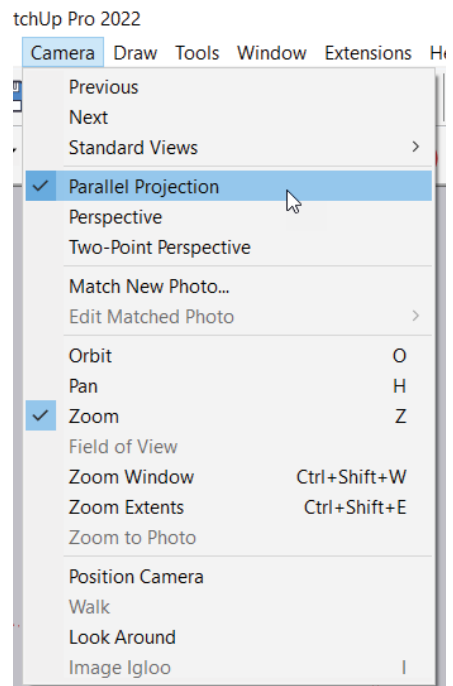 tchUp Pro 2022
Camera Draw Tools Window Extensions
Previous
Next
Standard Views
Parallel Projection
Perspective
Two-Point Perspective
Match New Photo...
Edit Matched Photo
Orbit O
Pan H
Zoom Z
Field of View
Zoom Window Ctrl+Shift+W
Zoom Extents Ctrl+Shift+E
Zoom to Photo
Position Camera
Walk
Look Around
Image Igloo I